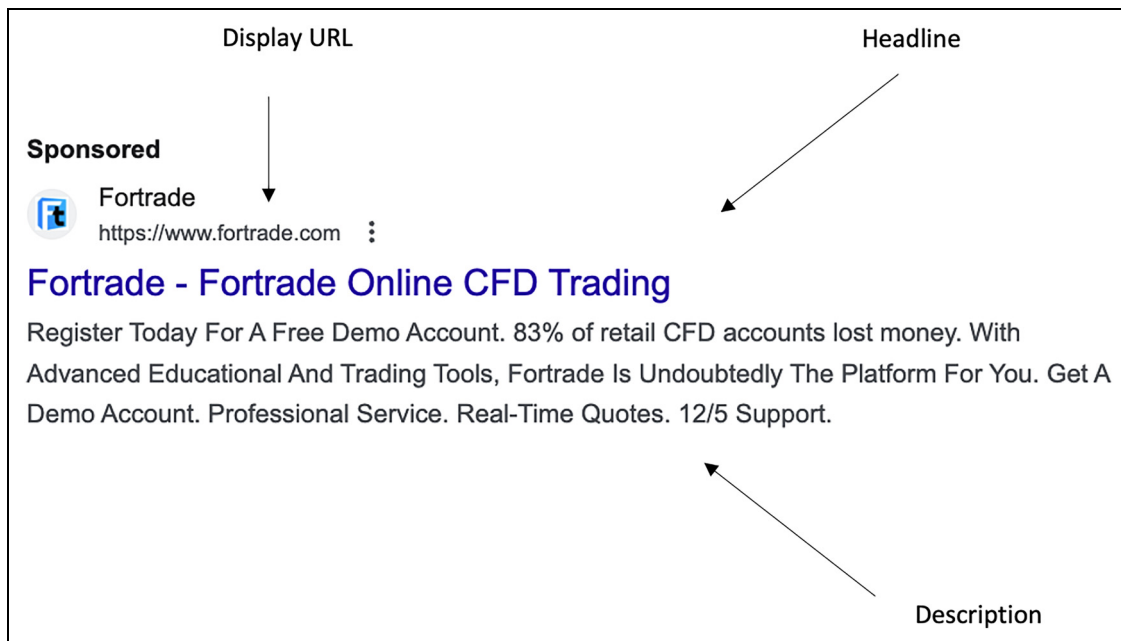 Display URL
Headline
Sponsored
Ft
Fortrade
https://www.fortrade.com
Fortrade - Fortrade Online CFD Trading
Register Today For A Free Demo Account. 83% of retail CFD accounts lost money. With
Advanced Educational And Trading Tools, Fortrade Is Undoubtedly The Platform For You. Get A
Demo Account. Professional Service. Real-Time Quotes. 12/5 Support.
Description